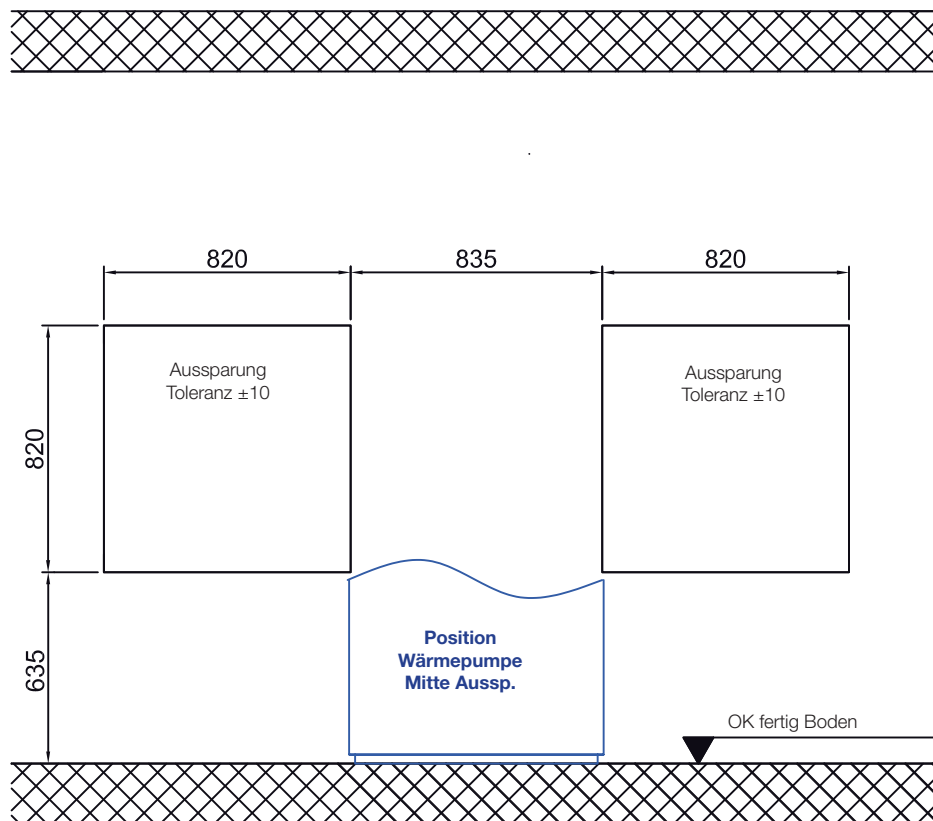 820
835
820
Aussparung
Toleranz ±10
Aussparung
Toleranz ±10
820
635
Position
Wärmepumpe
Mitte Aussp.
OK fertig Boden